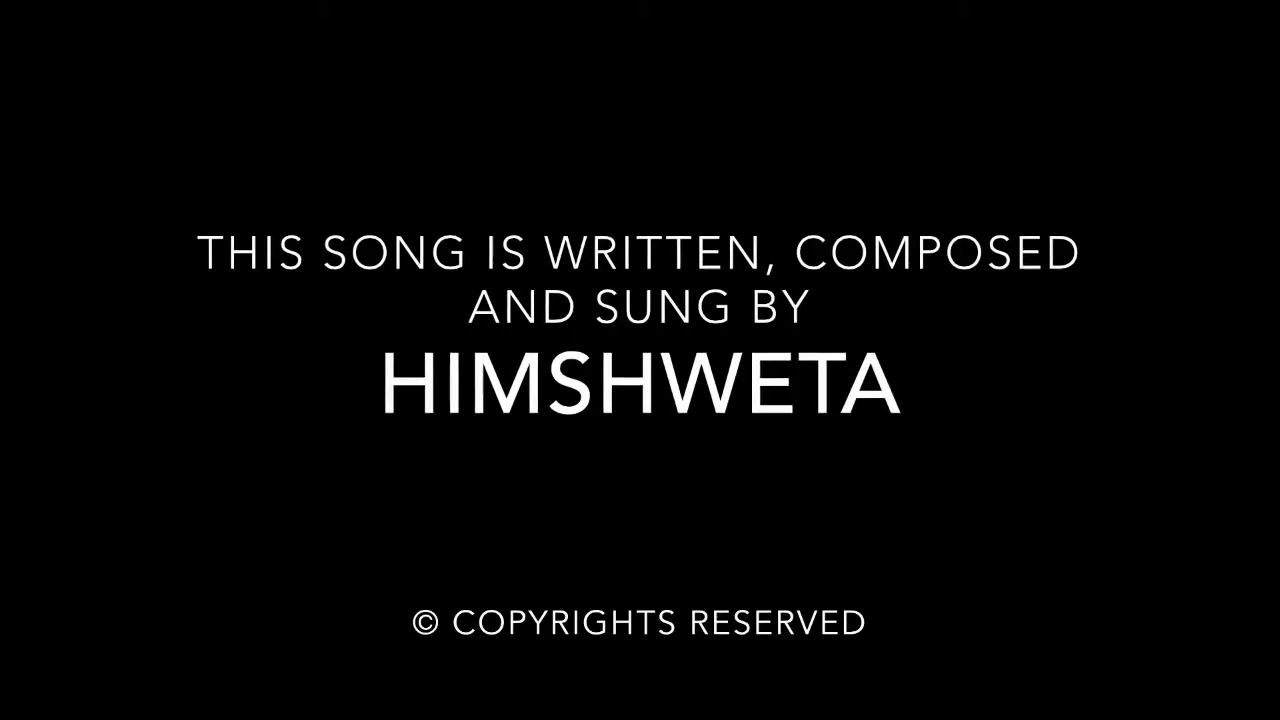 THIS SONG IS WRITTEN, COMPOSED
AND SUNG BY
HIMSHWETA
© COPYRIGHTS RESERVED